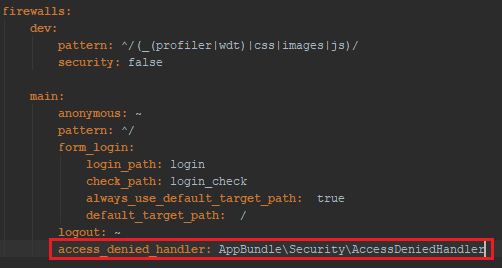 firewalls:
dev:
pattern: ^/(_(profiler|wdt)|css|images|js)/
security: false
main:
anonymous: ~
pattern: ^/
form_login:
login_path: login
check_path: login_check
always_use_default_target_path:  true
default_target_path:  /
logout: ~
access_denied_handler: AppBundle\Security\AccessDeniedHandler